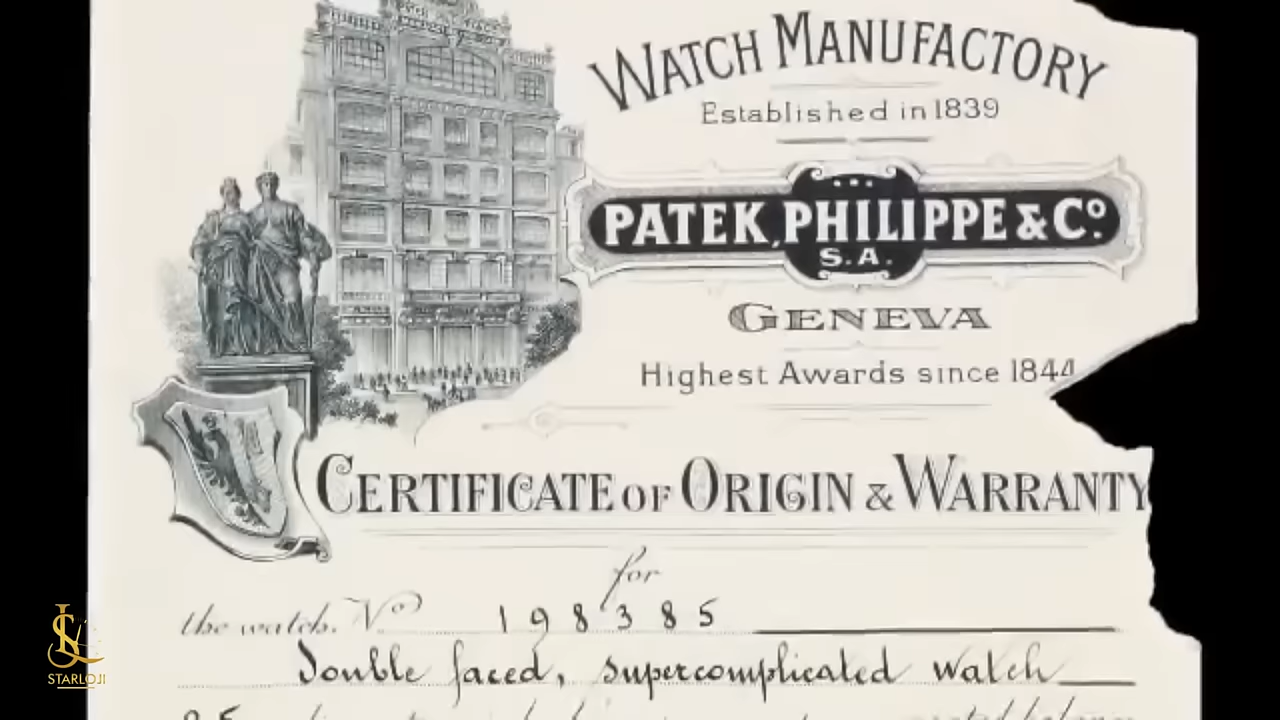 WATCH MANUFACTORY
Established in 1839
PATEK, PHILIPPE & Cº.
S.A.
GENEVA
Highest Awards since 1844
CERTIFICATE OF ORIGIN & WARRANTY
for
the watch. Nº 198385
Double faced, supercomplicated watch
SL
STARLOJI